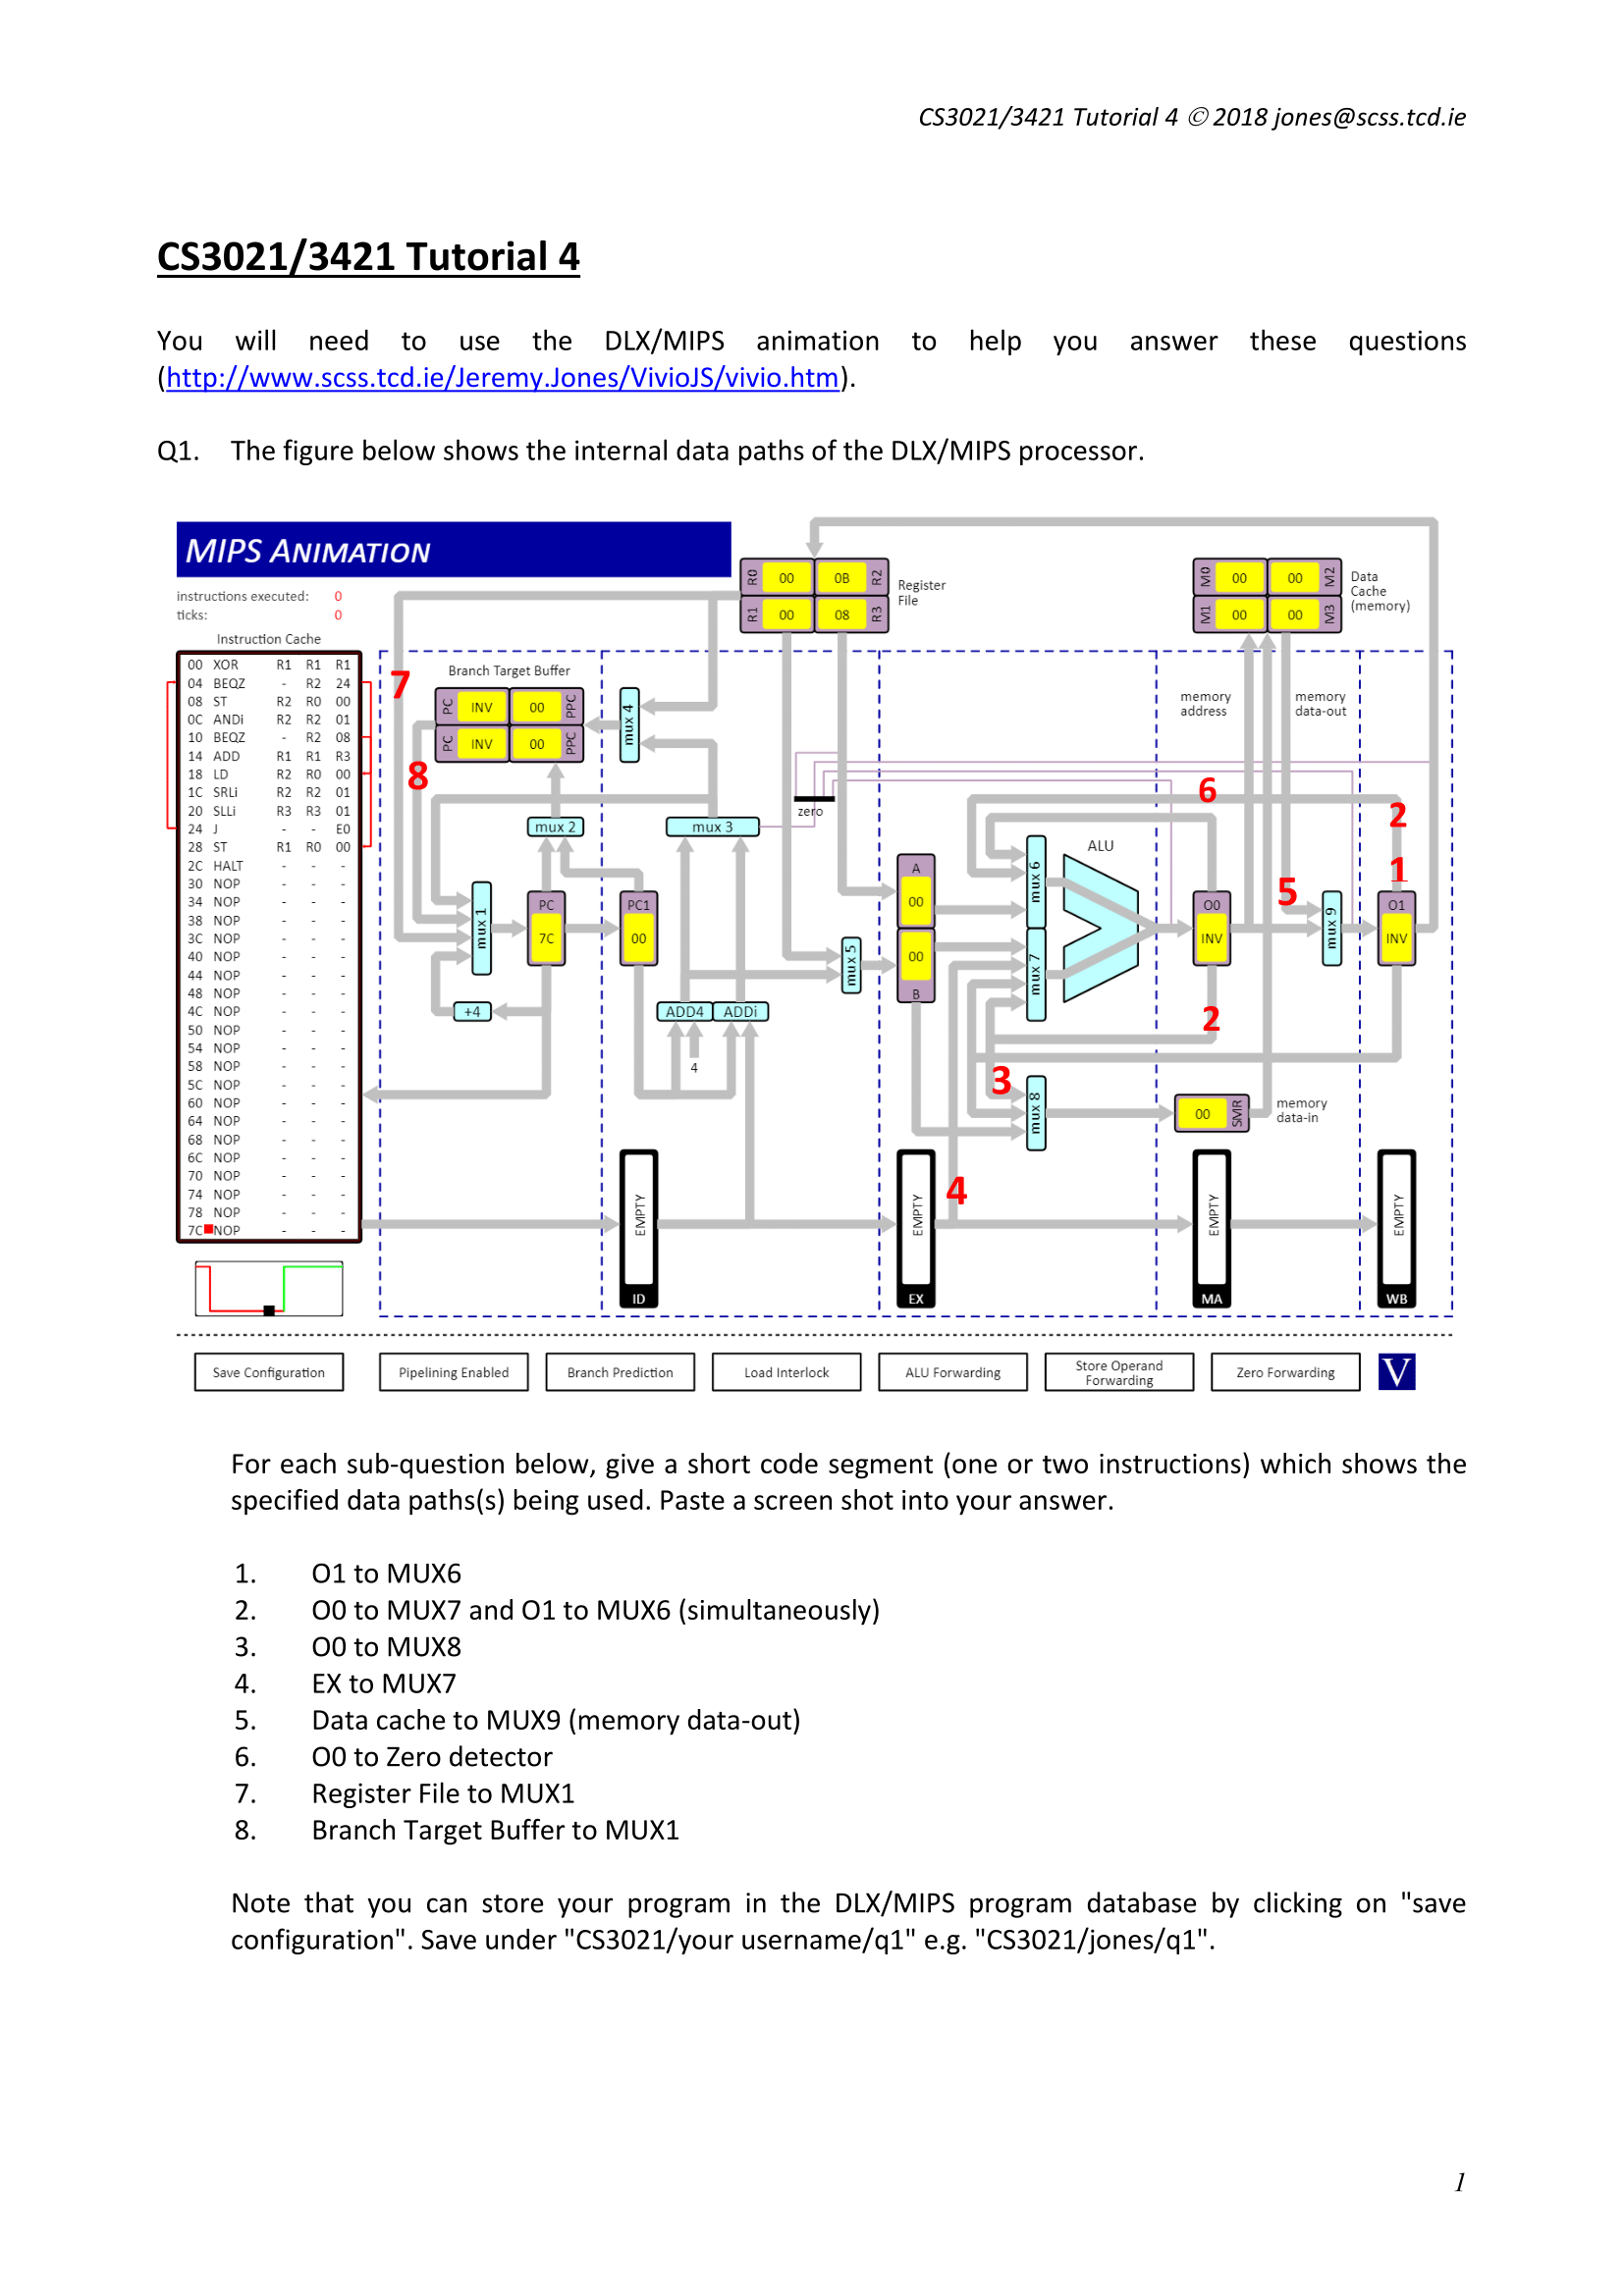 CS3021/3421 Tutorial 4 © 2018 jones@scss.tcd.ie
CS3021/3421 Tutorial 4
You will need to use the DLX/MIPS animation to help you answer these questions
(http://www.scss.tcd.ie/Jeremy.Jones/VivioJS/vivio.htm).
Q1. The figure below shows the internal data paths of the DLX/MIPS processor.
MIPS ANIMATION
instructions executed: 0
ticks: 0
Instruction Cache
00 XOR R1 R1 R1
04 BEQZ - R2 24
08 ST R2 R0 00
0C ANDi R2 R2 01
10 BEQZ - R2 08
14 ADD R1 R1 R3
18 LD R2 R0 00
1C SRLi R2 R2 01
20 SLLi R3 R3 01
24 J - - E0
28 ST R1 R0 00
2C HALT - - -
30 NOP - - -
34 NOP - - -
38 NOP - - -
3C NOP - - -
40 NOP - - -
44 NOP - - -
48 NOP - - -
4C NOP - - -
50 NOP - - -
54 NOP - - -
58 NOP - - -
5C NOP - - -
60 NOP - - -
64 NOP - - -
68 NOP - - -
6C NOP - - -
70 NOP - - -
74 NOP - - -
78 NOP - - -
7C NOP - - -
R0 00 0B R2
R1 00 08 R3
Register
File
M0 00 00 M2
M1 00 00 M3
Data
Cache
(memory)
7
Branch Target Buffer
PC INV 00 PPC
PC INV 00 PPC
8
mux 4
memory
address
memory
data-out
zero
6
2
1
mux 2
mux 3
mux 1
PC
7C
PC1
00
mux 5
A
00
00
B
mux 6
mux 7
ALU
O0
INV
5
mux 9
O1
INV
+4
ADD4
ADDi
4
2
3
mux 8
00 SMR
memory
data-in
4
EMPTY
ID
EMPTY
EX
EMPTY
MA
EMPTY
WB
Save Configuration
Pipelining Enabled
Branch Prediction
Load Interlock
ALU Forwarding
Store Operand
Forwarding
Zero Forwarding
V
For each sub-question below, give a short code segment (one or two instructions) which shows the
specified data paths(s) being used. Paste a screen shot into your answer.
1. O1 to MUX6
2. O0 to MUX7 and O1 to MUX6 (simultaneously)
3. O0 to MUX8
4. EX to MUX7
5. Data cache to MUX9 (memory data-out)
6. O0 to Zero detector
7. Register File to MUX1
8. Branch Target Buffer to MUX1
Note that you can store your program in the DLX/MIPS program database by clicking on "save
configuration". Save under "CS3021/your username/q1" e.g. "CS3021/jones/q1".
1